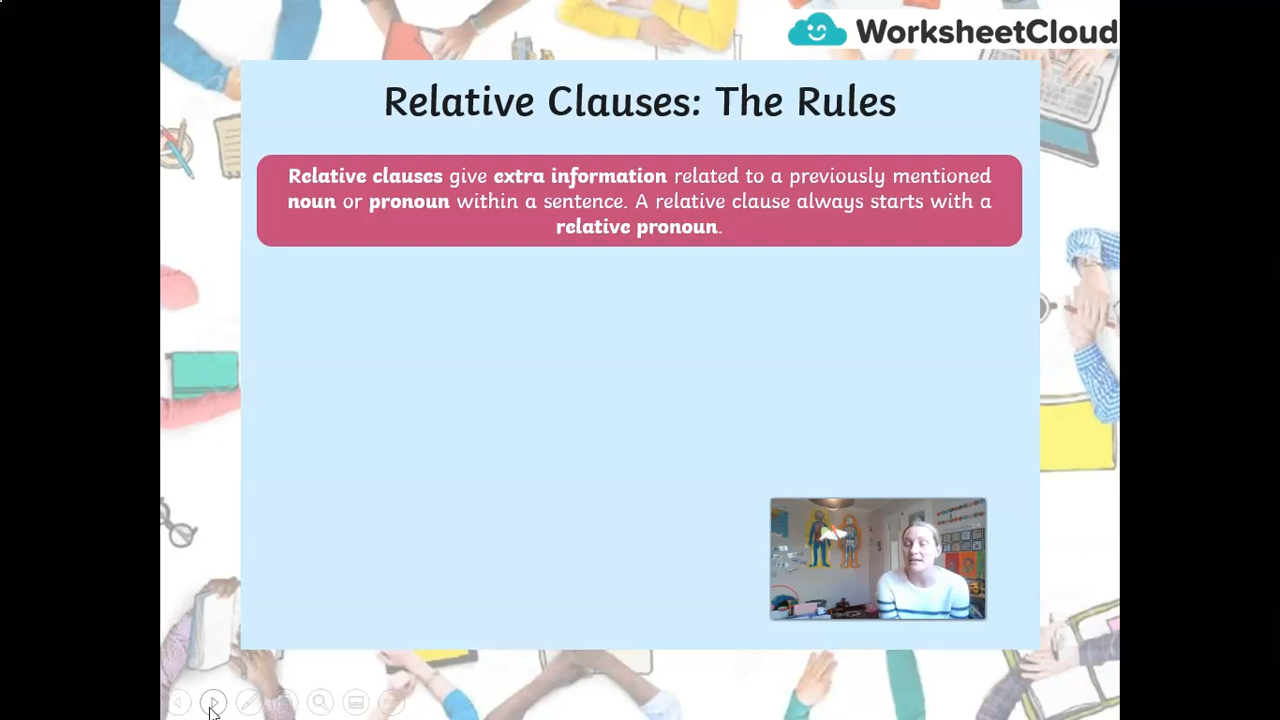 WorksheetCloud
Relative Clauses: The Rules
Relative clauses give extra information related to a previously mentioned
noun or pronoun within a sentence. A relative clause always starts with a
relative pronoun.